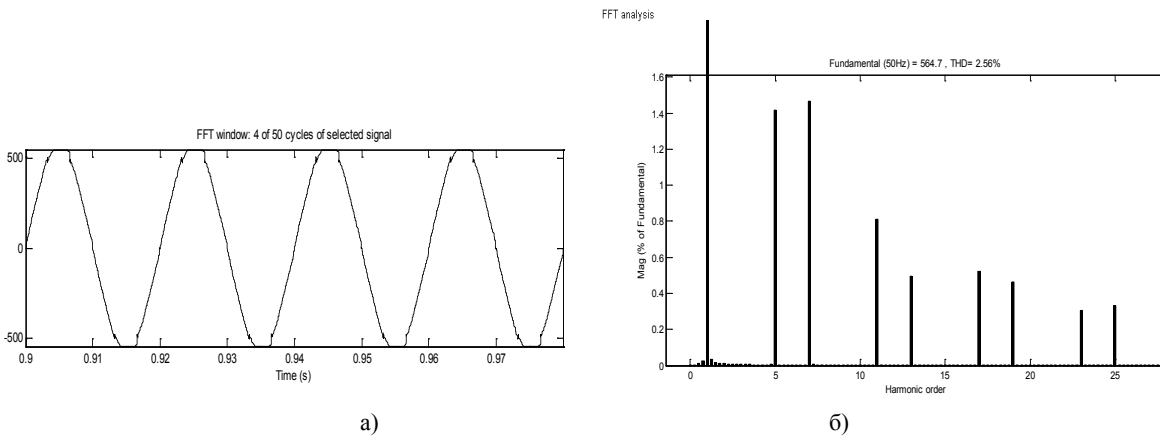 FFT analysis
FFT window: 4 of 50 cycles of selected signal
500
0
-500
0.9 0.91 0.92 0.93 0.94 0.95 0.96 0.97
Time (s)
а)
Fundamental (50Hz) = 564.7 , THD= 2.56%
1.6
1.4
1.2
1
0.8
0.6
0.4
0.2
0
Mag (% of Fundamental)
0 5 10 15 20 25
Harmonic order
б)